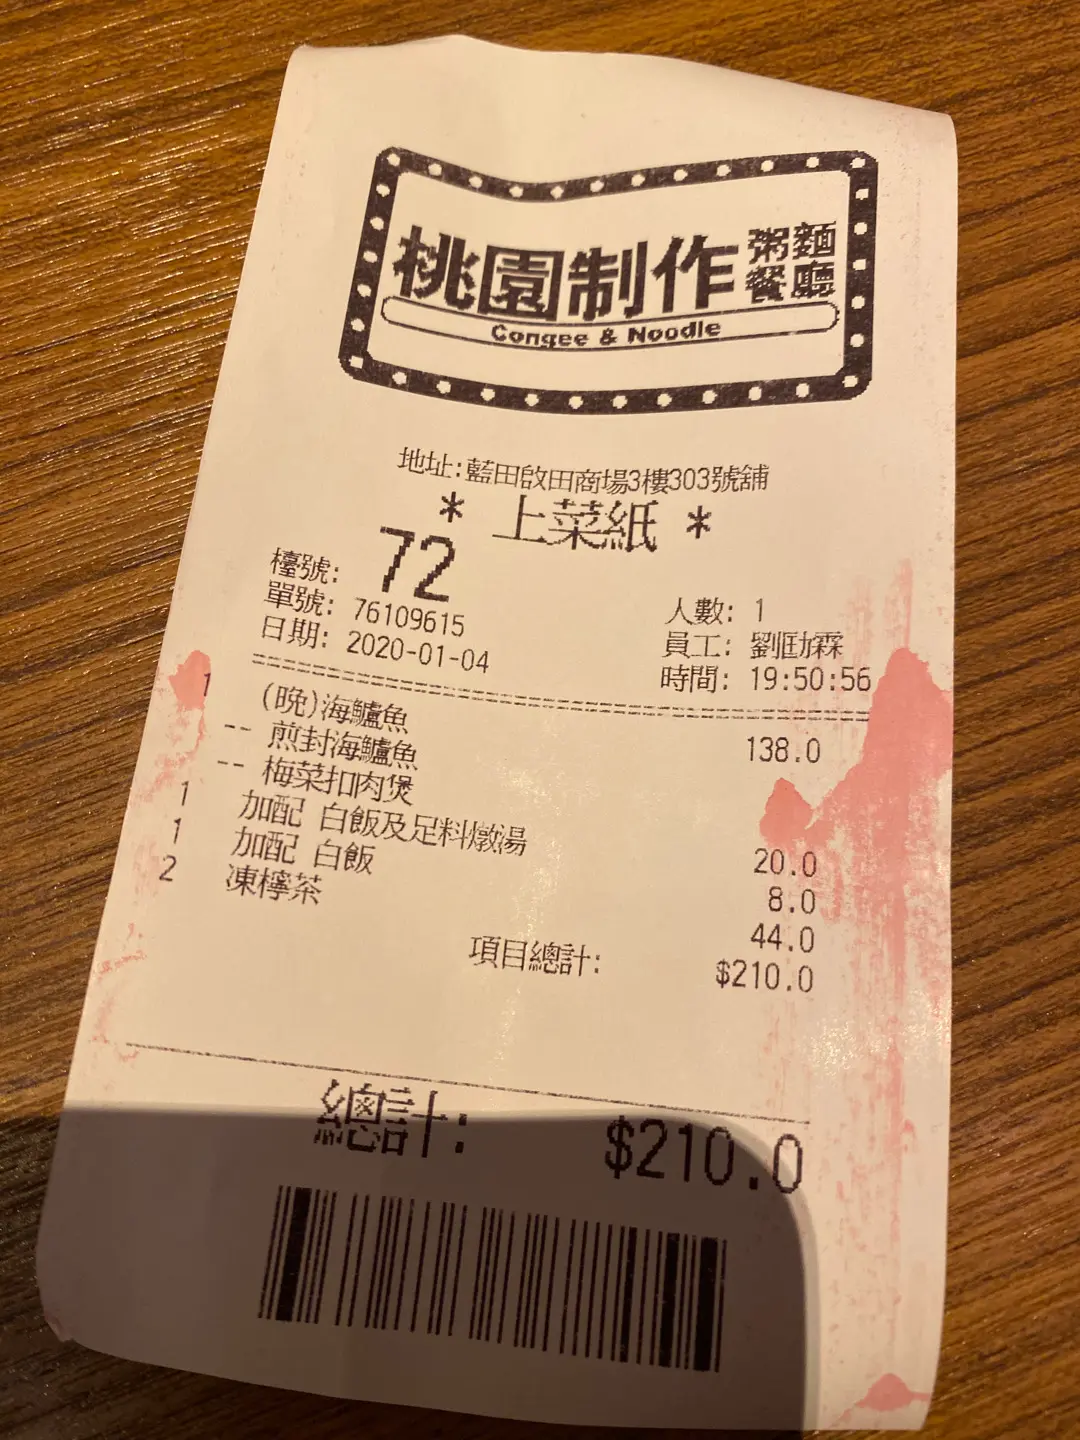 桃園制作 粥麵餐廳
Congee & Noodle
地址:藍田啟田商場3樓303號舖
* 上菜紙 *
檯號: 72
單號: 76109615 人數: 1
日期: 2020-01-04 員工:
時間: 19:50:56
1 (晚)海鱸魚 138.0
-- 煎封海鱸魚
-- 梅菜扣肉煲
1 加配 白飯及足料燉湯 20.0
1 加配 白飯 8.0
2 凍檸茶 44.0
項目總計: $210.0
總計: $210.0